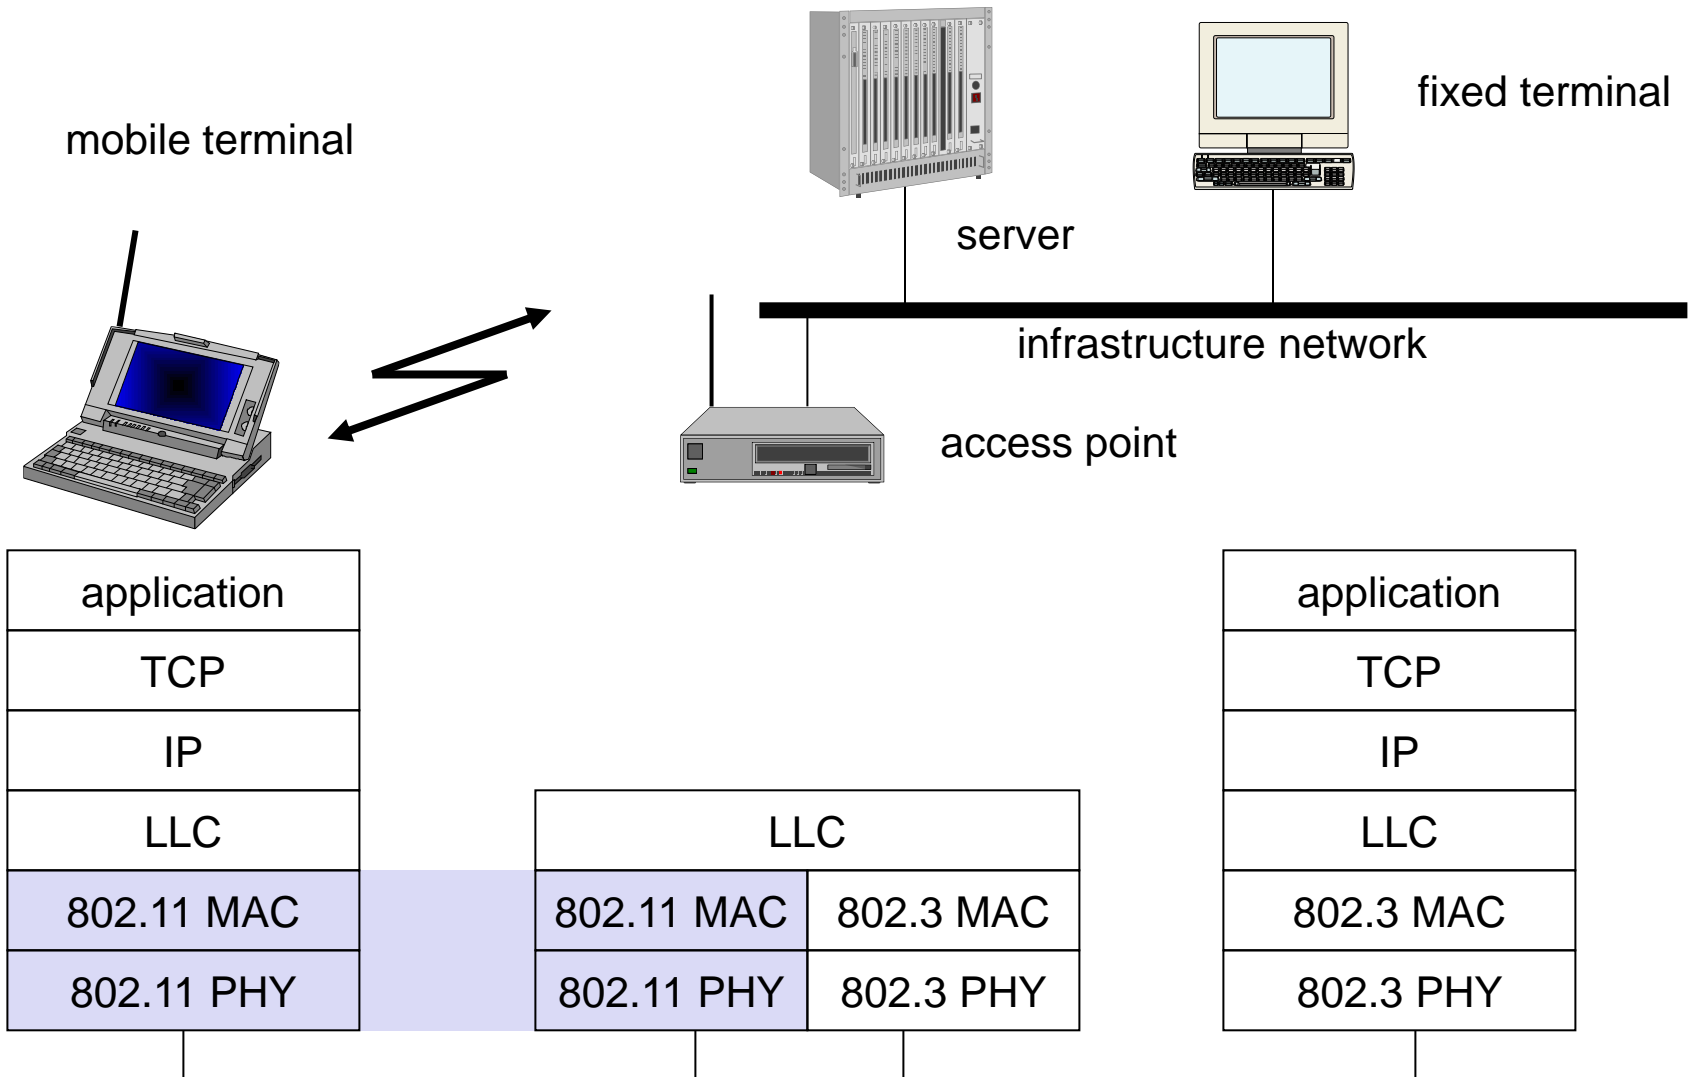 fixed terminal
mobile terminal
server
infrastructure network
access point
application
TCP
IP
LLC
802.11 MAC
802.11 PHY
LLC
802.11 MAC
802.3 MAC
802.11 PHY
802.3 PHY
application
TCP
IP
LLC
802.3 MAC
802.3 PHY